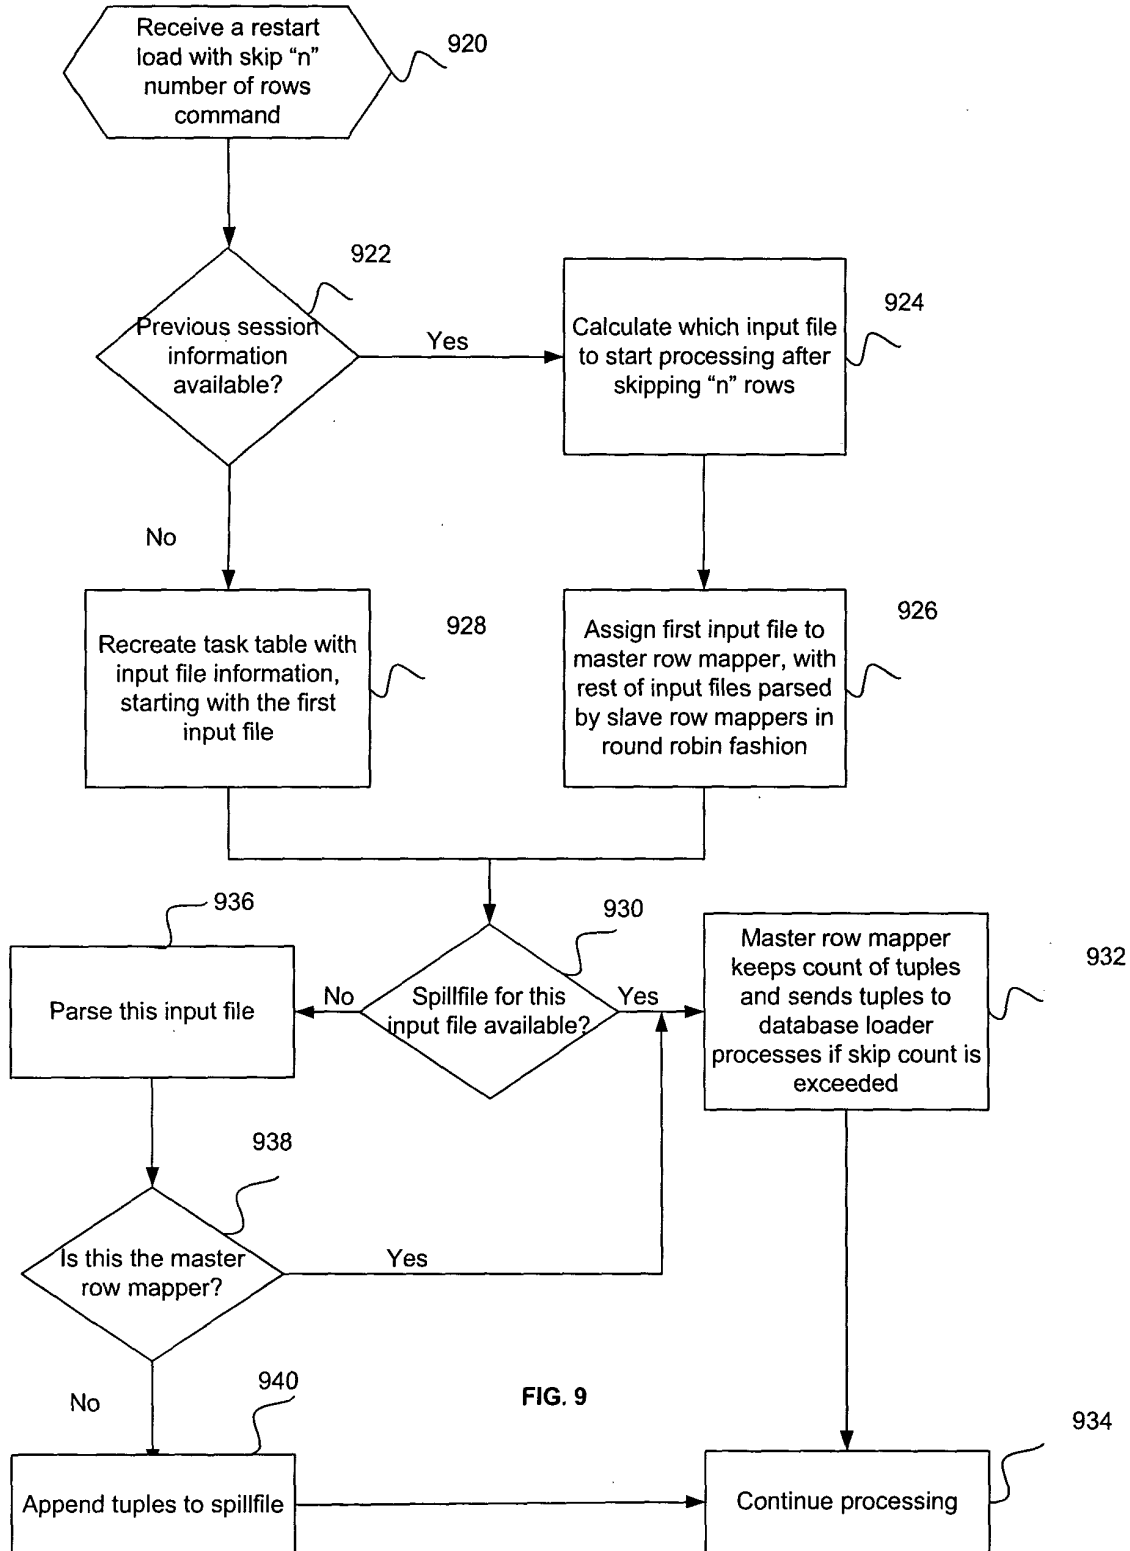 Receive a restart
load with skip “n”
number of rows
command
920
922
Previous session
information
available?
Yes
Calculate which input file
to start processing after
skipping “n” rows
924
No
Recreate task table with
input file information,
starting with the first
input file
928
Assign first input file to
master row mapper, with
rest of input files parsed
by slave row mappers in
round robin fashion
926
936
Parse this input file
No
930
Spillfile for this
input file available?
Yes
Master row mapper
keeps count of tuples
and sends tuples to
database loader
processes if skip count is
exceeded
932
938
Is this the master
row mapper?
Yes
No
940
Append tuples to spillfile
FIG. 9
934
Continue processing